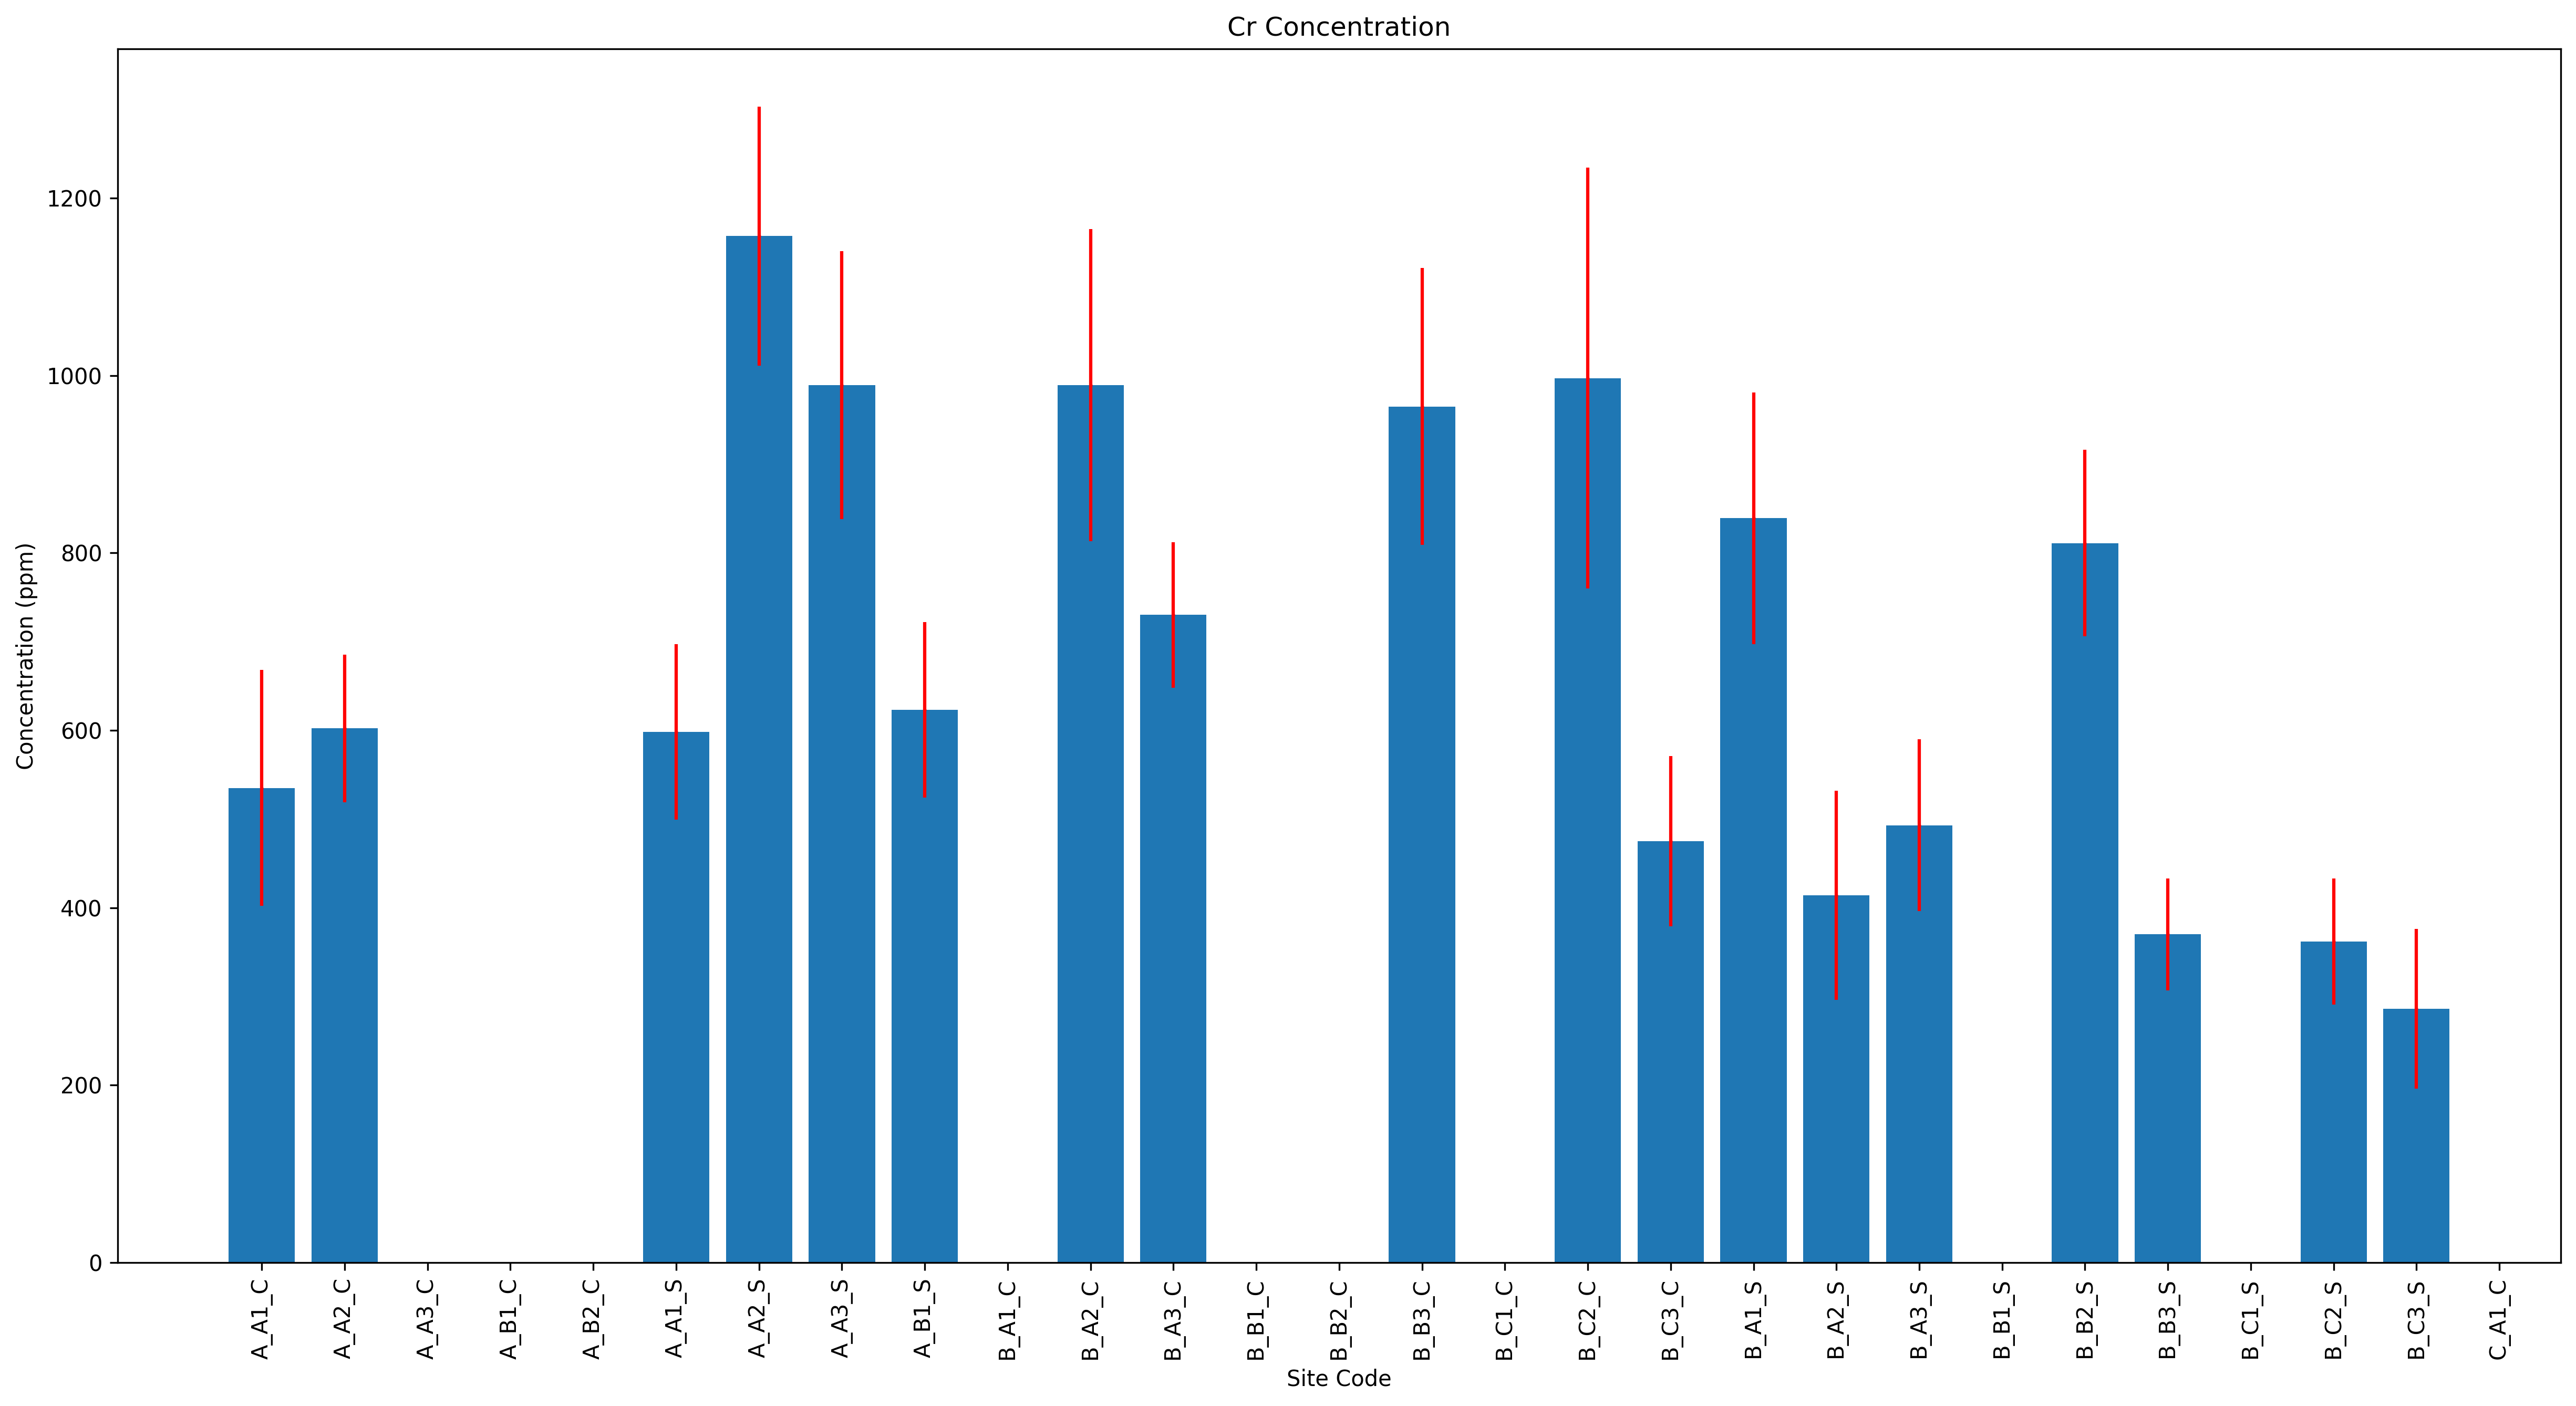 Cr Concentration
Concentration (ppm)
1200
1000
800
600
400
200
0
A_A1_C
A_A2_C
A_A3_C
A_B1_C
A_B2_C
A_A1_S
A_A2_S
A_A3_S
A_B1_S
B_A1_C
B_A2_C
B_A3_C
B_B1_C
B_B2_C
B_B3_C
B_C1_C
B_C2_C
B_C3_C
B_A1_S
B_A2_S
B_A3_S
B_B1_S
B_B2_S
B_B3_S
B_C1_S
B_C2_S
B_C3_S
C_A1_C
Site Code